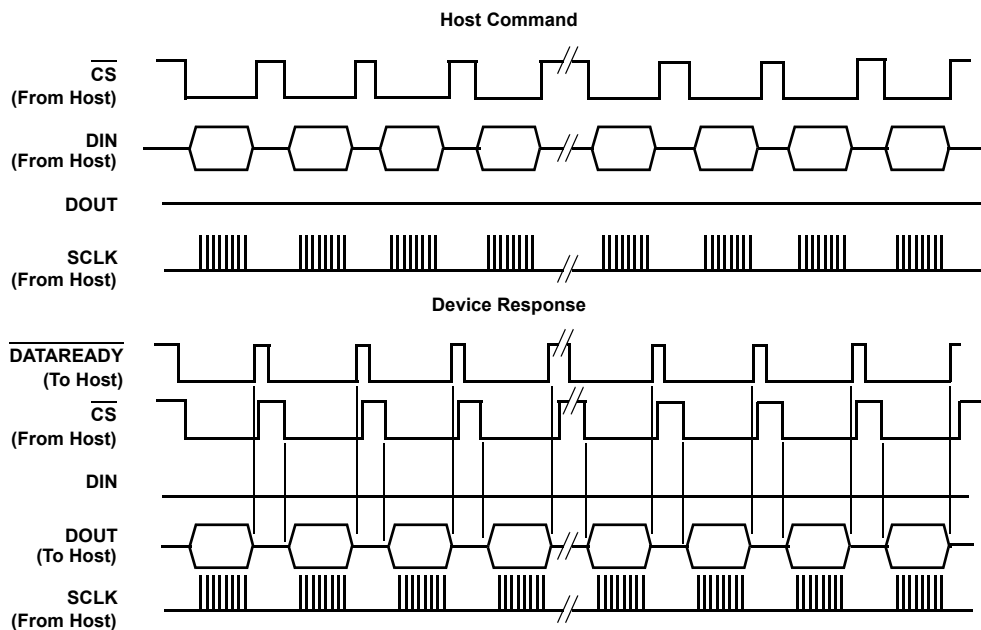 Host Command
CS
(From Host)
DIN
(From Host)
DOUT
SCLK
(From Host)
Device Response
DATAREADY
(To Host)
CS
(From Host)
DIN
DOUT
(To Host)
SCLK
(From Host)